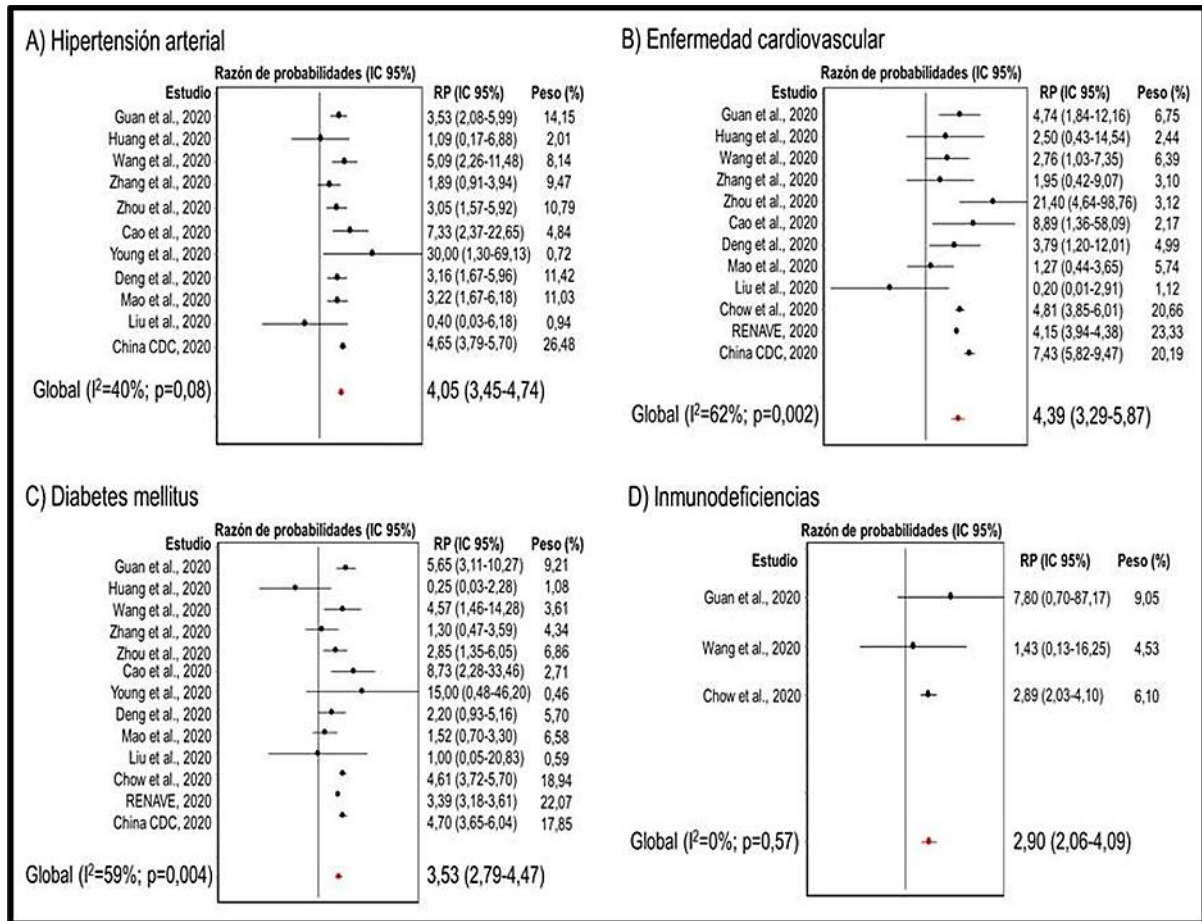 A) Hipertensión arterial
Razón de probabilidades (IC 95%)
Estudio RP (IC 95%) Peso (%)
Guan et al., 2020 3,53 (2,08-5,99) 14,15
Huang et al., 2020 1,09 (0,17-6,88) 2,01
Wang et al., 2020 5,09 (2,26-11,48) 8,14
Zhang et al., 2020 1,89 (0,91-3,94) 9,47
Zhou et al., 2020 3,05 (1,57-5,92) 10,79
Cao et al., 2020 7,33 (2,37-22,65) 4,84
Young et al., 2020 30,00 (1,30-69,13) 0,72
Deng et al., 2020 3,16 (1,67-5,96) 11,42
Mao et al., 2020 3,22 (1,67-6,18) 11,03
Liu et al., 2020 0,40 (0,03-6,18) 0,94
China CDC, 2020 4,65 (3,79-5,70) 26,48
Global (I²=40%; p=0,08) 4,05 (3,45-4,74)
B) Enfermedad cardiovascular
Razón de probabilidades (IC 95%)
Estudio RP (IC 95%) Peso (%)
Guan et al., 2020 4,74 (1,84-12,16) 6,75
Huang et al., 2020 2,50 (0,43-14,54) 2,44
Wang et al., 2020 2,76 (1,03-7,35) 6,39
Zhang et al., 2020 1,95 (0,42-9,07) 3,10
Zhou et al., 2020 21,40 (4,64-98,76) 3,12
Cao et al., 2020 8,89 (1,36-58,09) 2,17
Deng et al., 2020 3,79 (1,20-12,01) 4,99
Mao et al., 2020 1,27 (0,44-3,65) 5,74
Liu et al., 2020 0,20 (0,01-2,91) 1,12
Chow et al., 2020 4,81 (3,85-6,01) 20,66
RENAVE, 2020 4,15 (3,94-4,38) 23,33
China CDC, 2020 7,43 (5,82-9,47) 20,19
Global (I²=62%; p=0,002) 4,39 (3,29-5,87)
C) Diabetes mellitus
Razón de probabilidades (IC 95%)
Estudio RP (IC 95%) Peso (%)
Guan et al., 2020 5,65 (3,11-10,27) 9,21
Huang et al., 2020 0,25 (0,03-2,28) 1,08
Wang et al., 2020 4,57 (1,46-14,28) 3,61
Zhang et al., 2020 1,30 (0,47-3,59) 4,34
Zhou et al., 2020 2,85 (1,35-6,05) 6,86
Cao et al., 2020 8,73 (2,28-33,46) 2,71
Young et al., 2020 15,00 (0,48-46,20) 0,46
Deng et al., 2020 2,20 (0,93-5,16) 5,70
Mao et al., 2020 1,52 (0,70-3,30) 6,58
Liu et al., 2020 1,00 (0,05-20,83) 0,59
Chow et al., 2020 4,61 (3,72-5,70) 18,94
RENAVE, 2020 3,39 (3,18-3,61) 22,07
China CDC, 2020 4,70 (3,65-6,04) 17,85
Global (I²=59%; p=0,004) 3,53 (2,79-4,47)
D) Inmunodeficiencias
Razón de probabilidades (IC 95%)
Estudio RP (IC 95%) Peso (%)
Guan et al., 2020 7,80 (0,70-87,17) 9,05
Wang et al., 2020 1,43 (0,13-16,25) 4,53
Chow et al., 2020 2,89 (2,03-4,10) 6,10
Global (I²=0%; p=0,57) 2,90 (2,06-4,09)